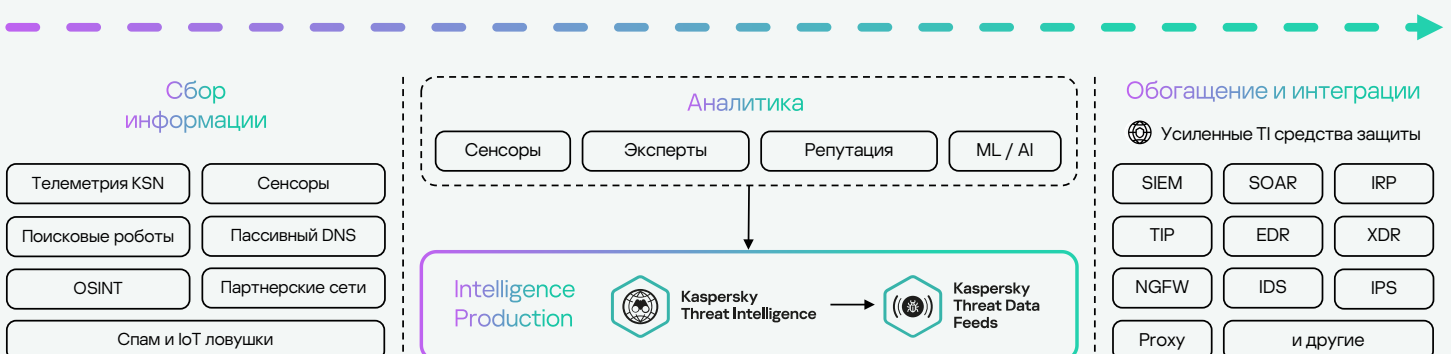 Сбор
информации
Телеметрия KSN
Сенсоры
Поисковые роботы
Пассивный DNS
OSINT
Партнерские сети
Спам и IoT ловушки
Аналитика
Сенсоры
Эксперты
Репутация
ML / AI
Intelligence
Production
Kaspersky
Threat Intelligence
Kaspersky
Threat Data
Feeds
Обогащение и интеграции
Усиленные TI средства защиты
SIEM
SOAR
IRP
TIP
EDR
XDR
NGFW
IDS
IPS
Proxy
и другие